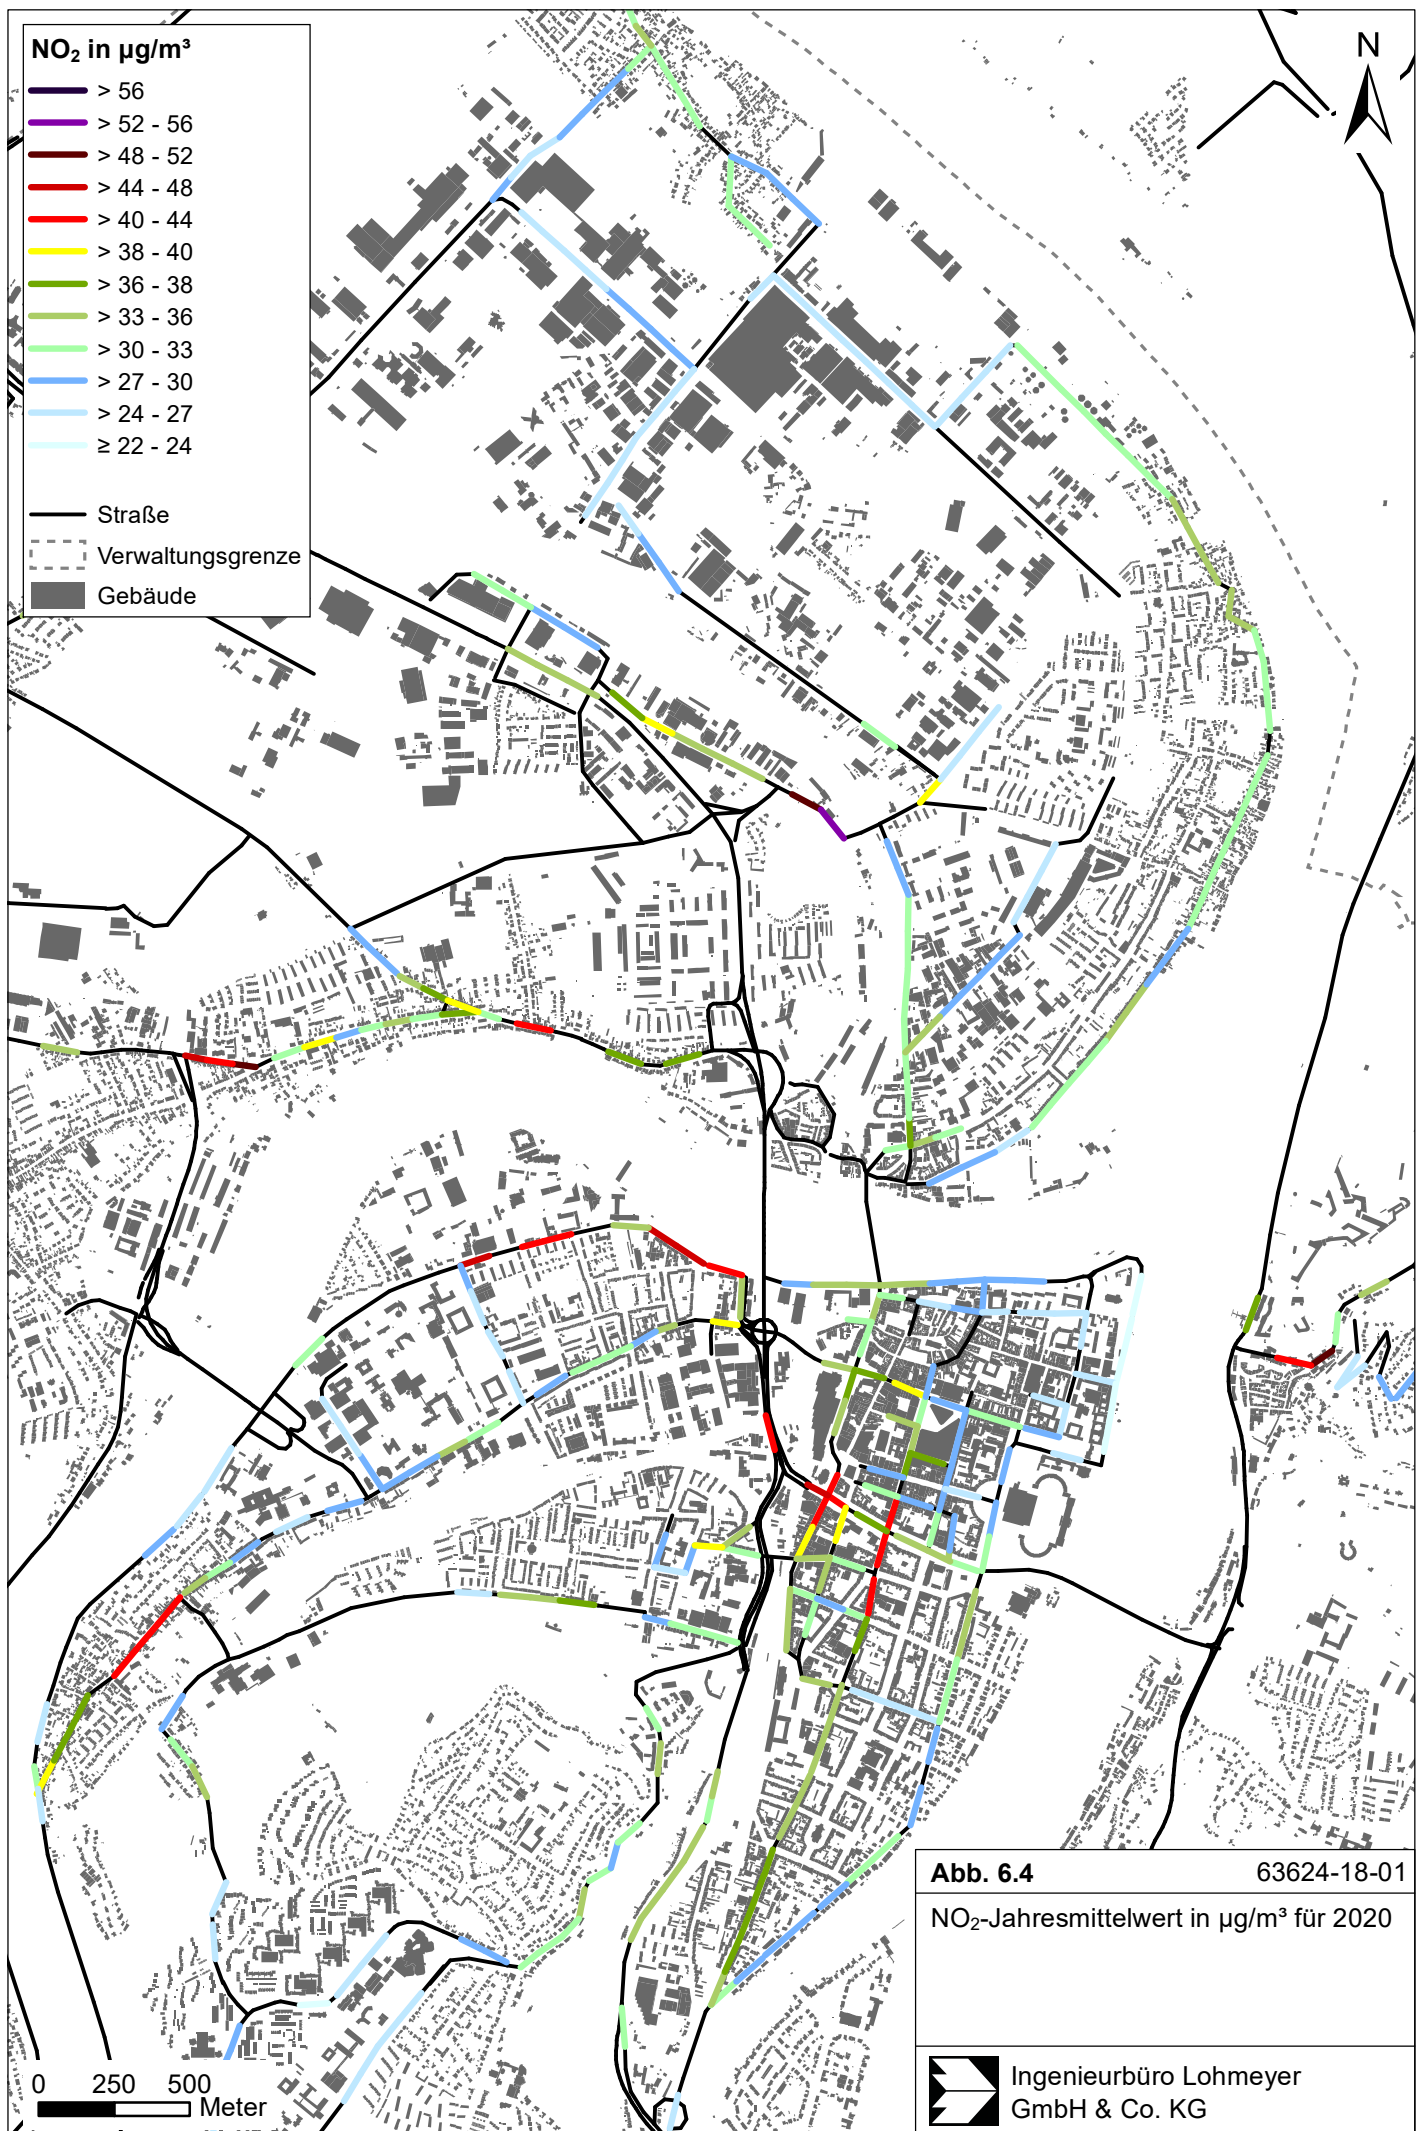 NO₂ in µg/m³
> 56
> 52 - 56
> 48 - 52
> 44 - 48
> 40 - 44
> 38 - 40
> 36 - 38
> 33 - 36
> 30 - 33
> 27 - 30
> 24 - 27
≥ 22 - 24
Straße
Verwaltungsgrenze
Gebäude
N
Abb. 6.4 63624-18-01
NO₂-Jahresmittelwert in µg/m³ für 2020
Ingenieurbüro Lohmeyer
GmbH & Co. KG
0 250 500
Meter